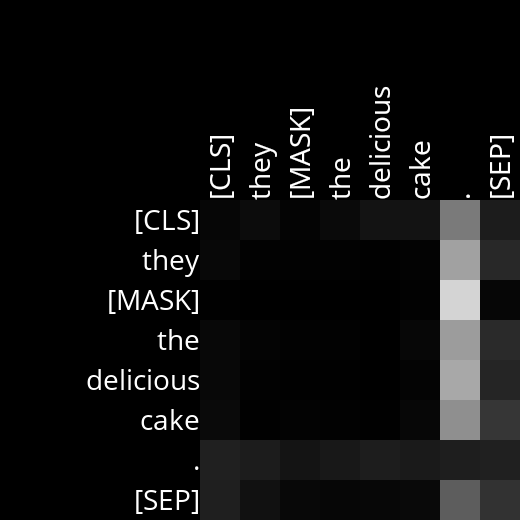 [CLS] they [MASK] the delicious cake . [SEP]
[CLS]
they
[MASK]
the
delicious
cake
.
[SEP]